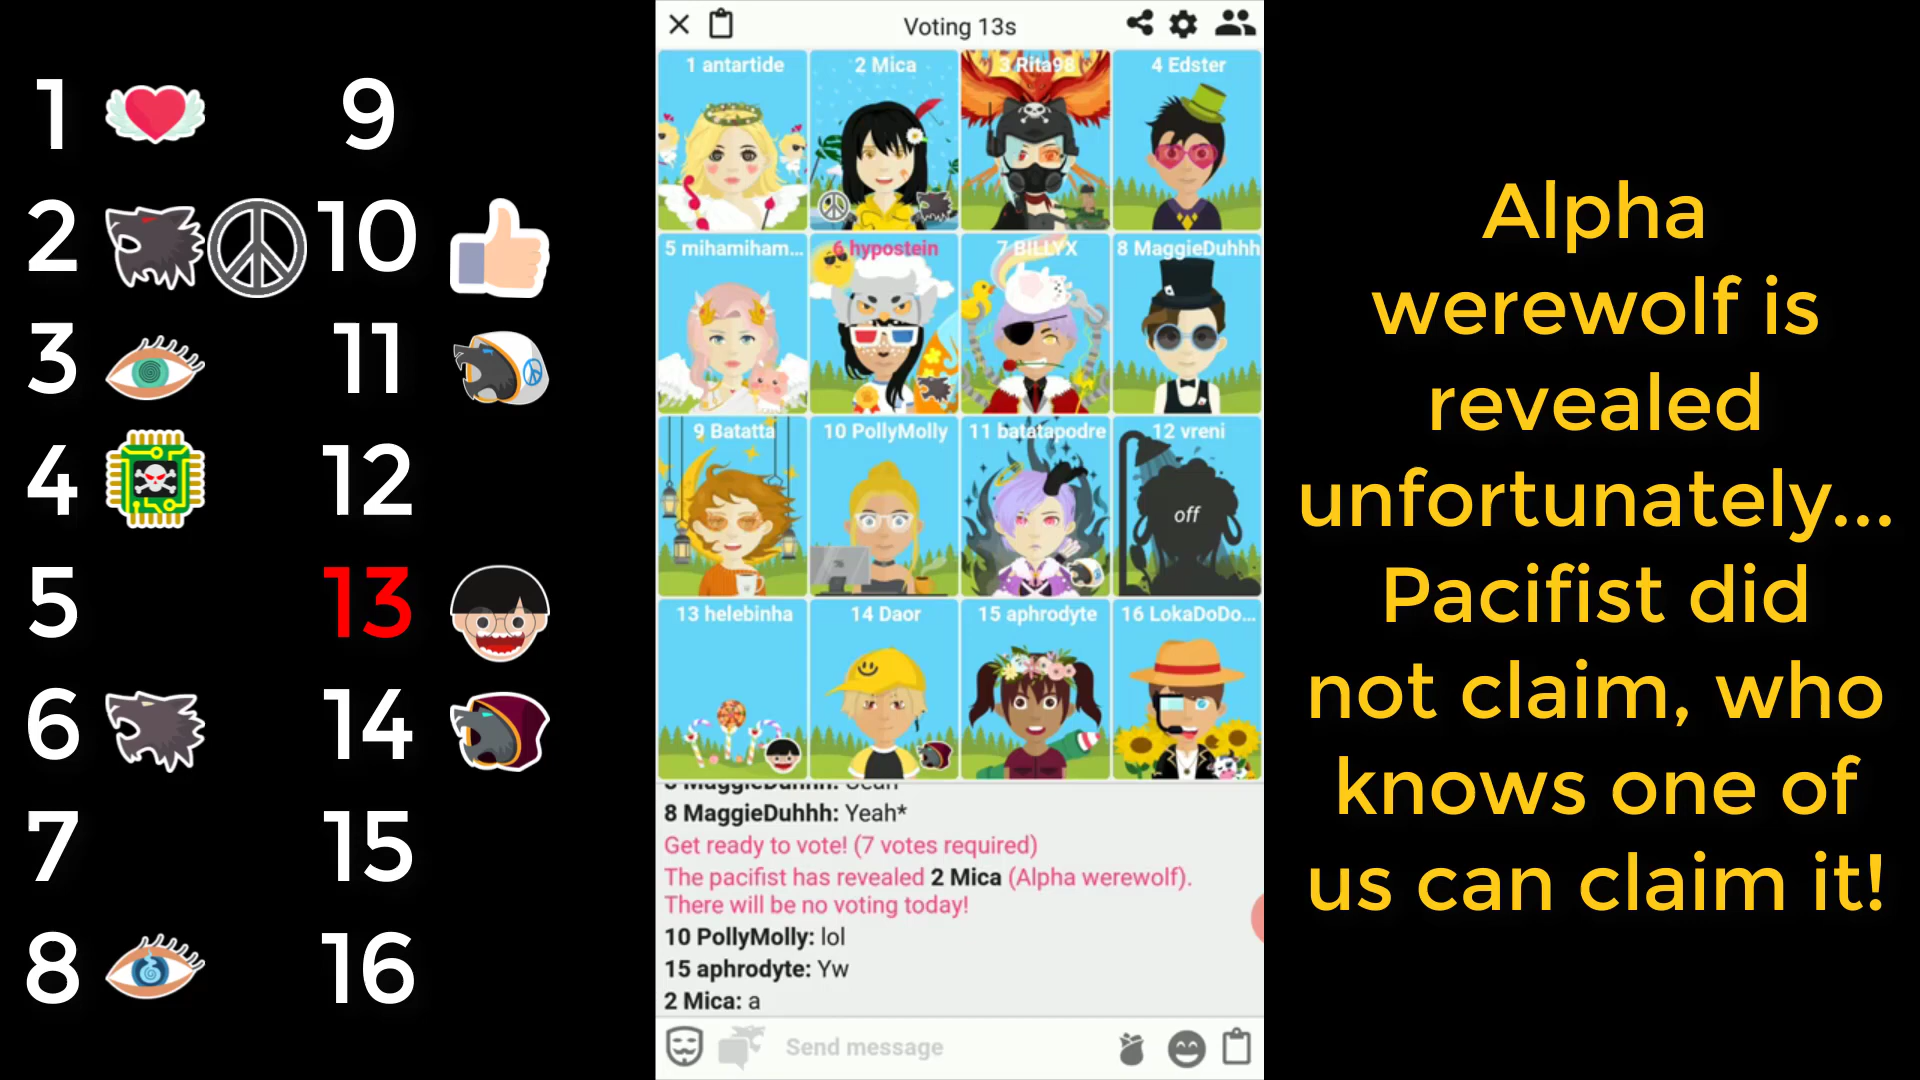 1 9
2 10
3 11
4 12
5 13
6 14
7 15
8 16
Voting 13s
1 antartide
2 Mica
3 Rita98
4 Edster
5 mihamiham...
6 hypostein
7 BILLYX
8 MaggieDuhhh
9 Batatta
10 PollyMolly
11 batatapodre
12 vreni
off
13 helebinha
14 Daor
15 aphrodyte
16 LokaDoDo...
8 MaggieDuhhh: Yeah*
Get ready to vote! (7 votes required)
The pacifist has revealed 2 Mica (Alpha werewolf).
There will be no voting today!
10 PollyMolly: lol
15 aphrodyte: Yw
2 Mica: a
Send message
Alpha
werewolf is
revealed
unfortunately...
Pacifist did
not claim, who
knows one of
us can claim it!